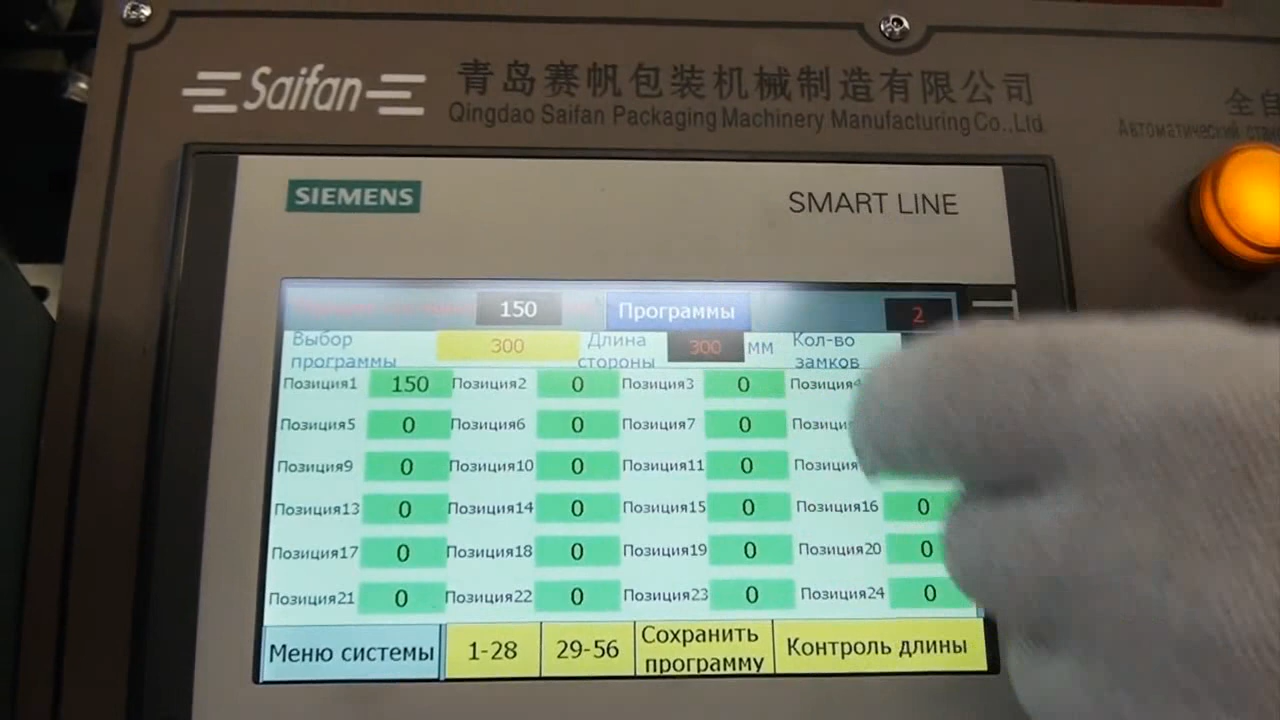 Saifan
青岛赛帆包装机械制造有限公司
Qingdao Saifan Packaging Machinery Manufacturing Co.,Ltd
全自
Автоматический
SIEMENS
SMART LINE
150 Программы 2
Выбор программы 300 Длина стороны 300 мм Кол-во замков
Позиция1 150 Позиция2 0 Позиция3 0 Позиция4
Позиция5 0 Позиция6 0 Позиция7 0
Позиция9 0 Позиция10 0 Позиция11 0
Позиция13 0 Позиция14 0 Позиция15 0 Позиция16 0
Позиция17 0 Позиция18 0 Позиция19 0 Позиция20 0
Позиция21 0 Позиция22 0 Позиция23 0 Позиция24 0
Меню системы 1-28 29-56 Сохранить программу Контроль длины